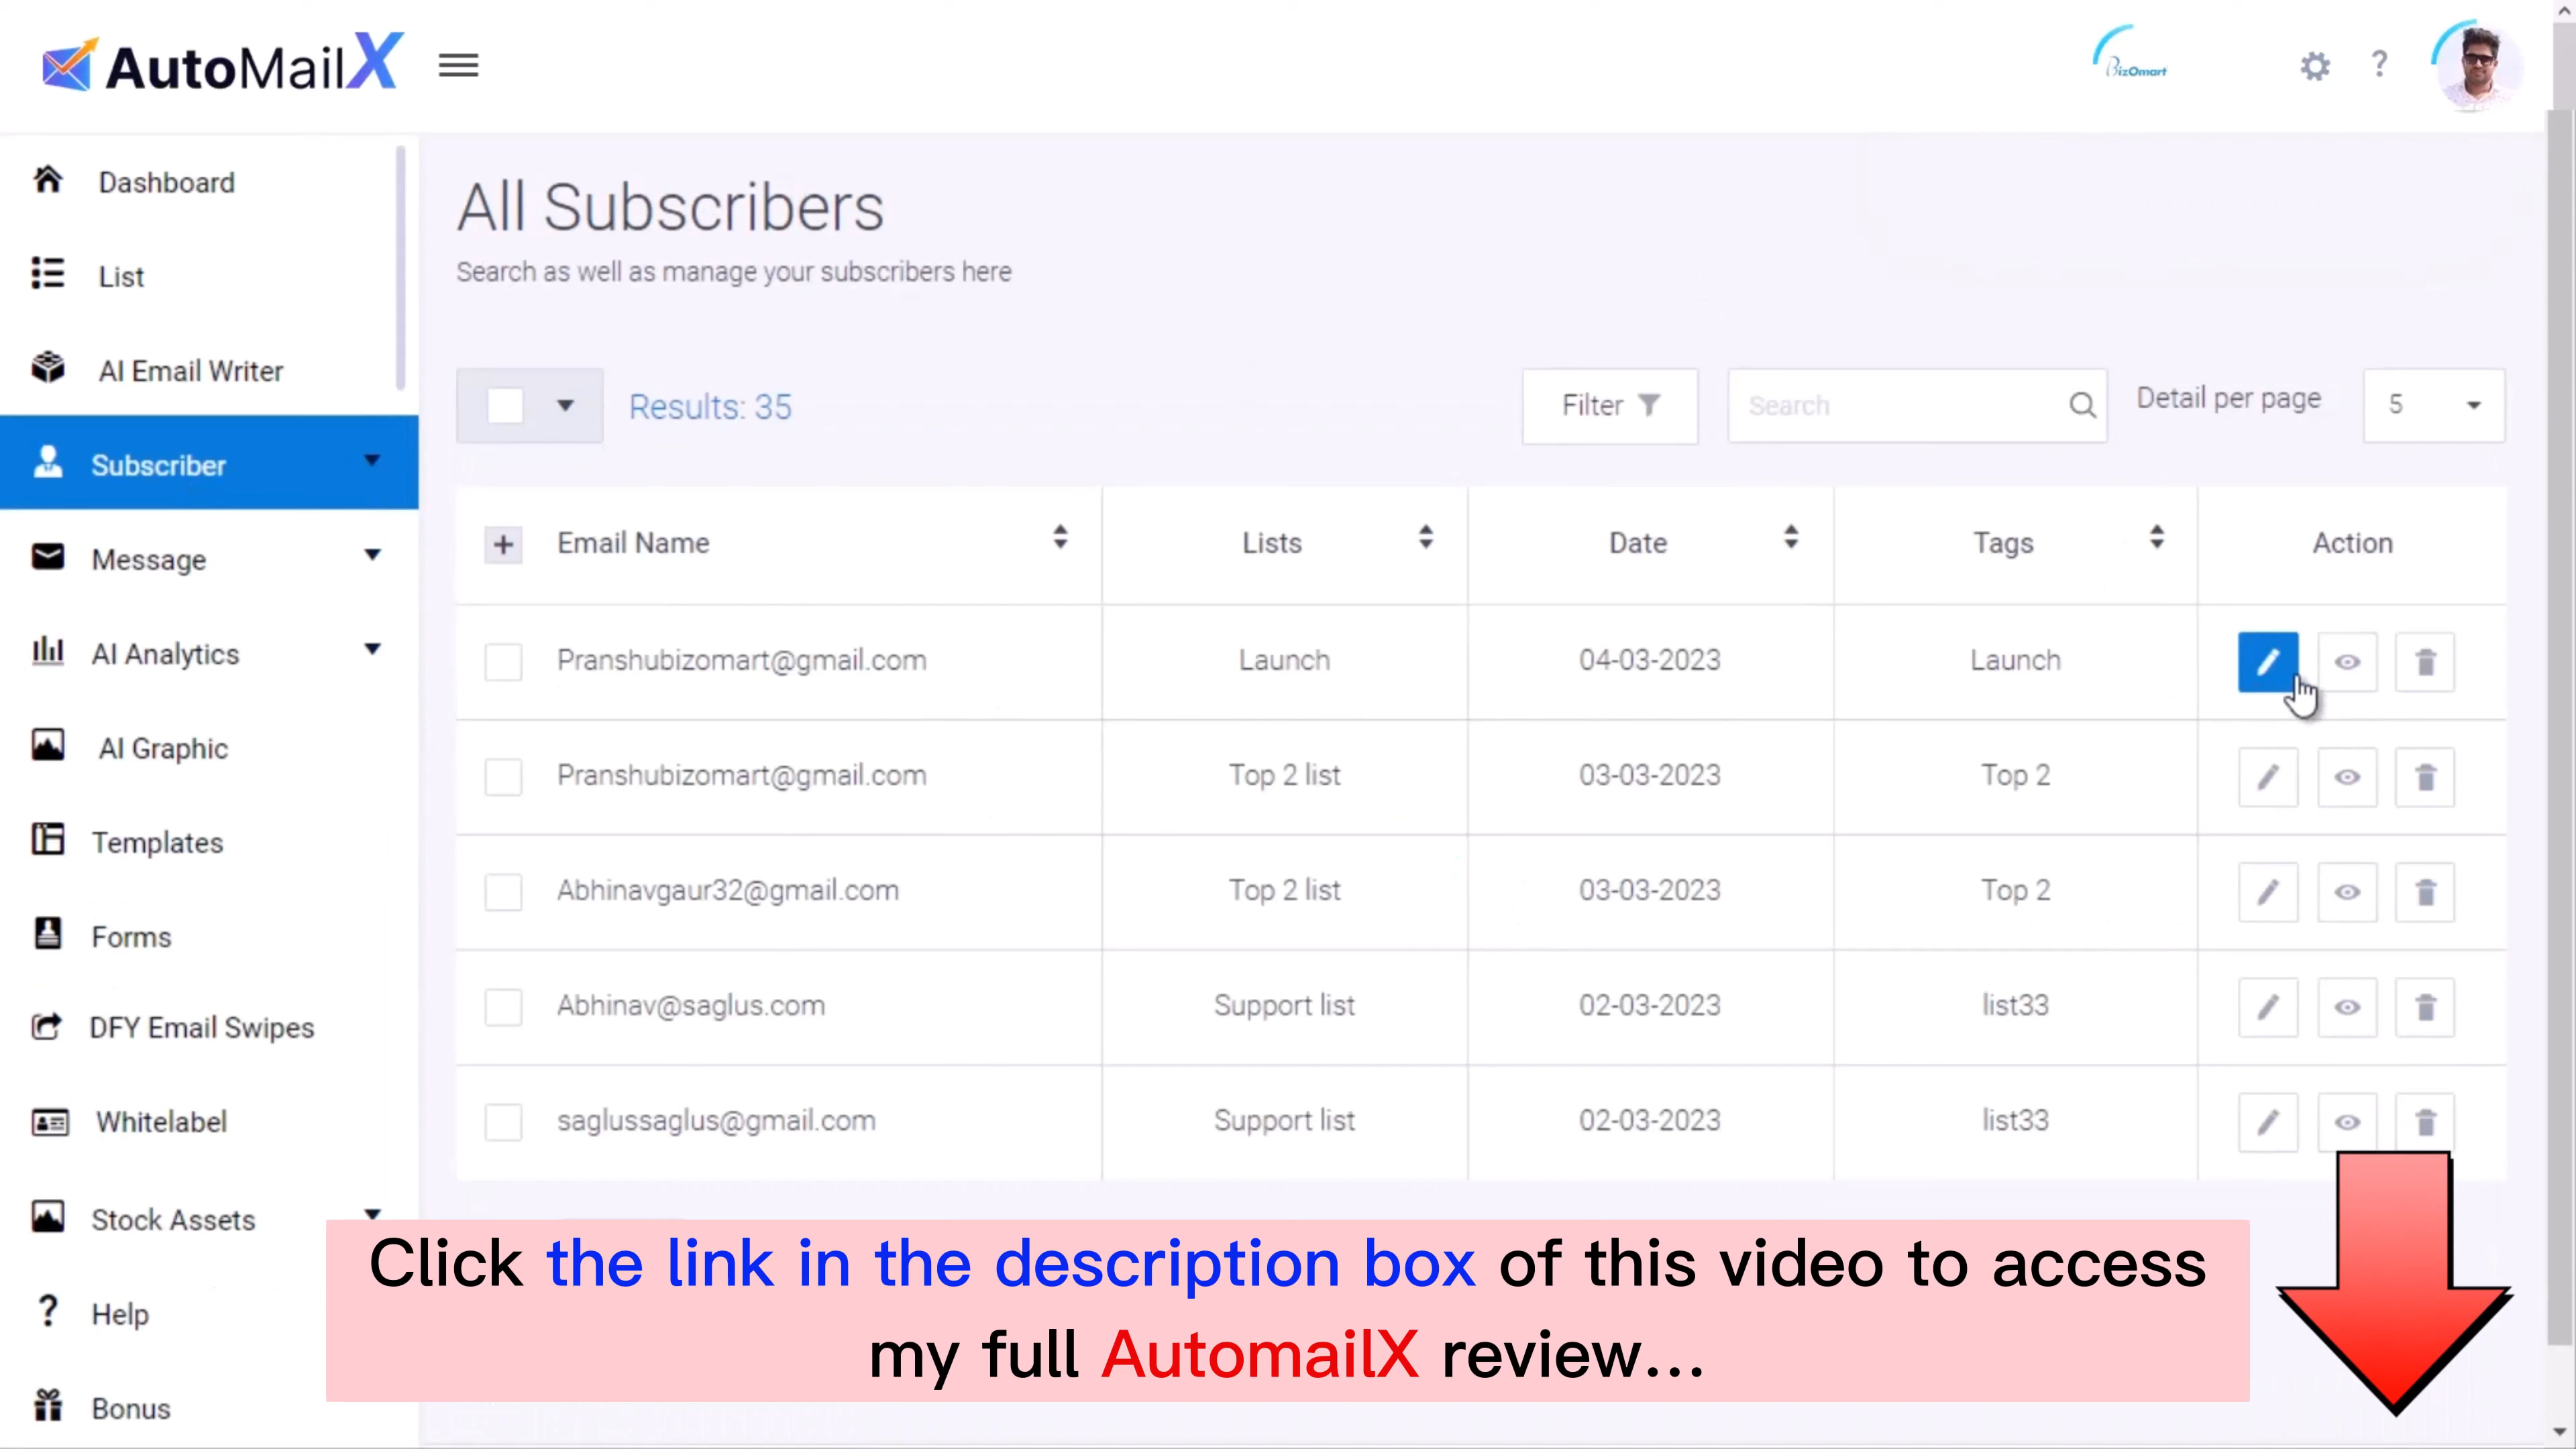 AutoMailX
BizOmart
?
Dashboard
List
AI Email Writer
Subscriber
Message
AI Analytics
AI Graphic
Templates
Forms
DFY Email Swipes
Whitelabel
Stock Assets
? Help
Bonus
All Subscribers
Search as well as manage your subscribers here
Results: 35
Filter
Search
Detail per page
5
+ Email Name Lists Date Tags Action
Pranshubizomart@gmail.com Launch 04-03-2023 Launch
Pranshubizomart@gmail.com Top 2 list 03-03-2023 Top 2
Abhinavgaur32@gmail.com Top 2 list 03-03-2023 Top 2
Abhinav@saglus.com Support list 02-03-2023 list33
saglussaglus@gmail.com Support list 02-03-2023 list33
Click the link in the description box of this video to access
my full AutomailX review...